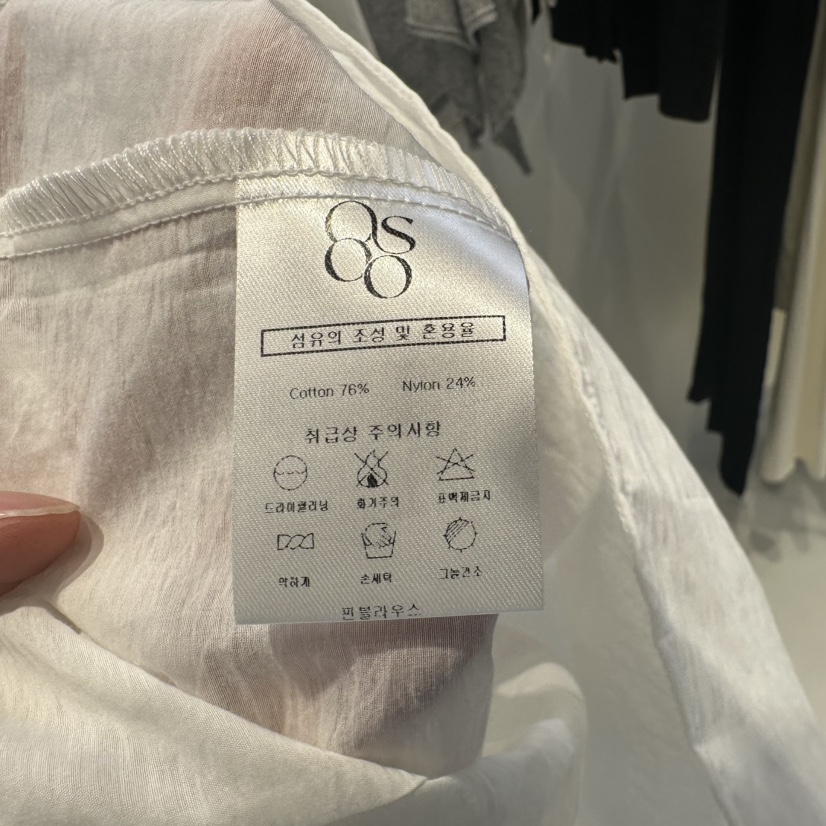 섬유의 조성 및 혼용율
Cotton 76% Nylon 24%
취급상 주의사항
드라이클리닝 화기주의 표백제금지
약하게 손세탁 그늘건조
핀블라우스